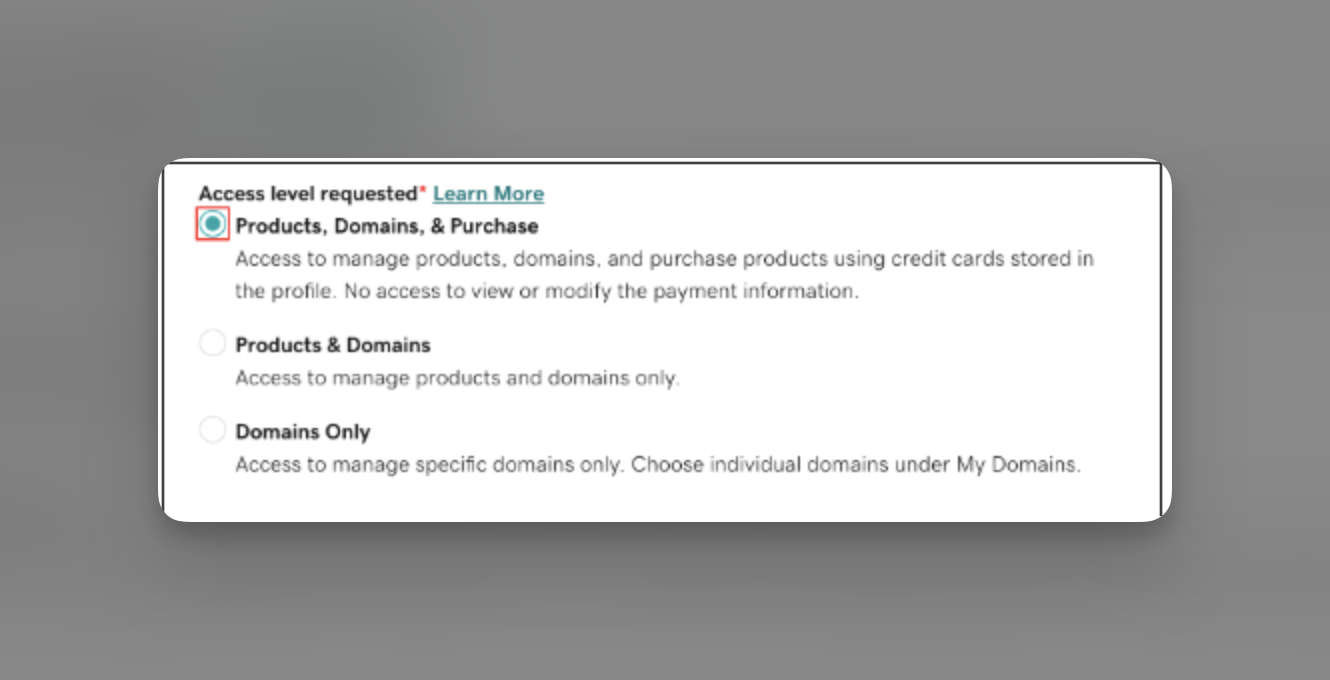 Access level requested* Learn More
Products, Domains, & Purchase
Access to manage products, domains, and purchase products using credit cards stored in
the profile. No access to view or modify the payment information.
Products & Domains
Access to manage products and domains only.
Domains Only
Access to manage specific domains only. Choose individual domains under My Domains.